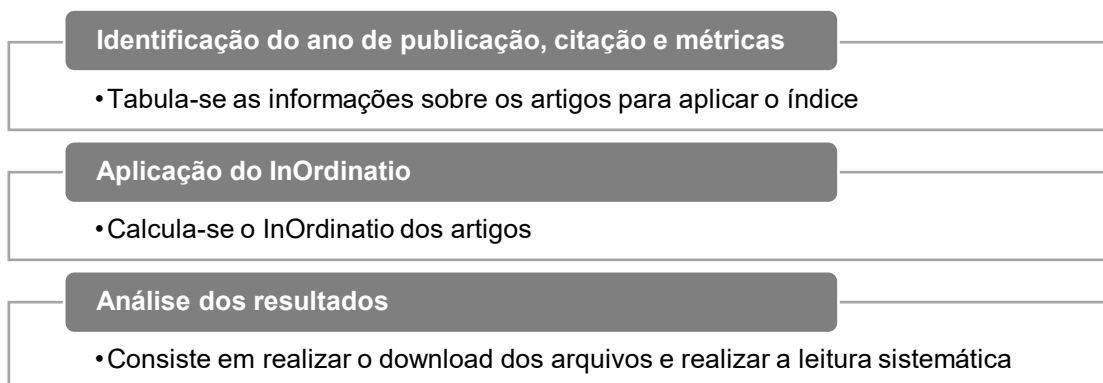 Identificação do ano de publicação, citação e métricas
•Tabula-se as informações sobre os artigos para aplicar o índice
Aplicação do InOrdinatio
•Calcula-se o InOrdinatio dos artigos
Análise dos resultados
•Consiste em realizar o download dos arquivos e realizar a leitura sistemática